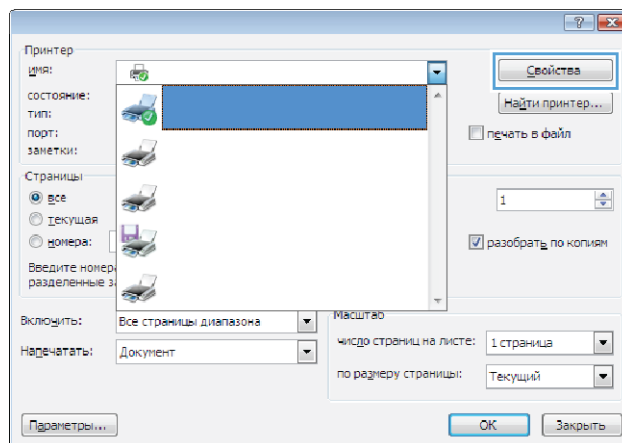 Принтер
имя:
Свойства
состояние:
Найти принтер...
тип:
порт:
печать в файл
заметки:
Страницы
все
1
текущая
номера:
разобрать по копиям
Введите
разделенные
Включить:
Все страницы диапазона
Масштаб
число страниц на листе:
1 страница
Напечатать:
Документ
по размеру страницы:
Текущий
Параметры...
ОК
Закрыть